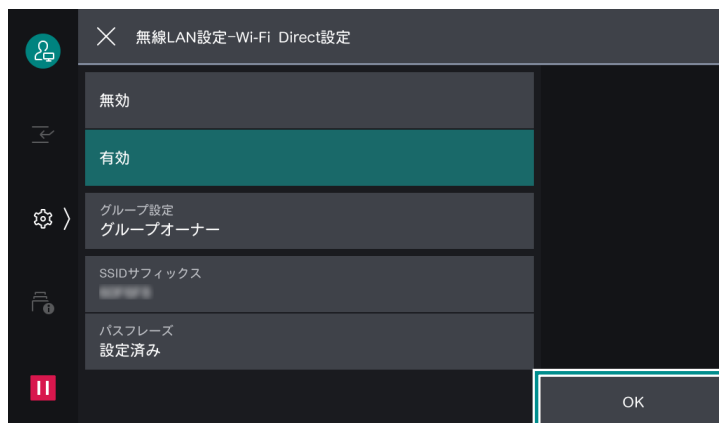 無線LAN設定-Wi-Fi Direct設定
無効
有効
グループ設定
グループオーナー
SSIDサフィックス
パスフレーズ
設定済み
OK